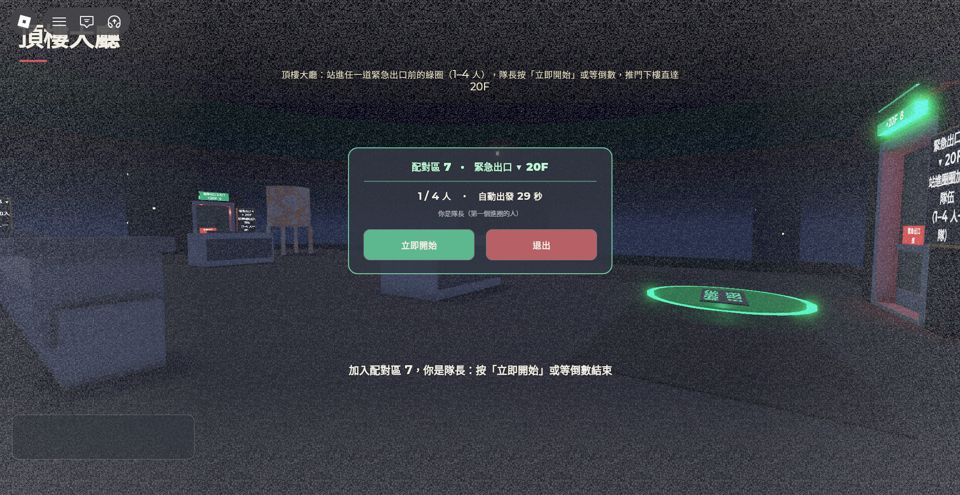 頂樓大廳
頂樓大廳：站進任一道緊急出口前的綠圈（1–4 人），隊長按「立即開始」或等倒數，推門下樓直達
20F
配對區 7 • 緊急出口 ▼ 20F
1 / 4 人 • 自動出發 29 秒
你是隊長（第一個進圈的人）
立即開始
退出
加入配對區 7，你是隊長：按「立即開始」或等倒數結束
緊急出口
▼ 20F
隊伍
（1–4 人一
隊）